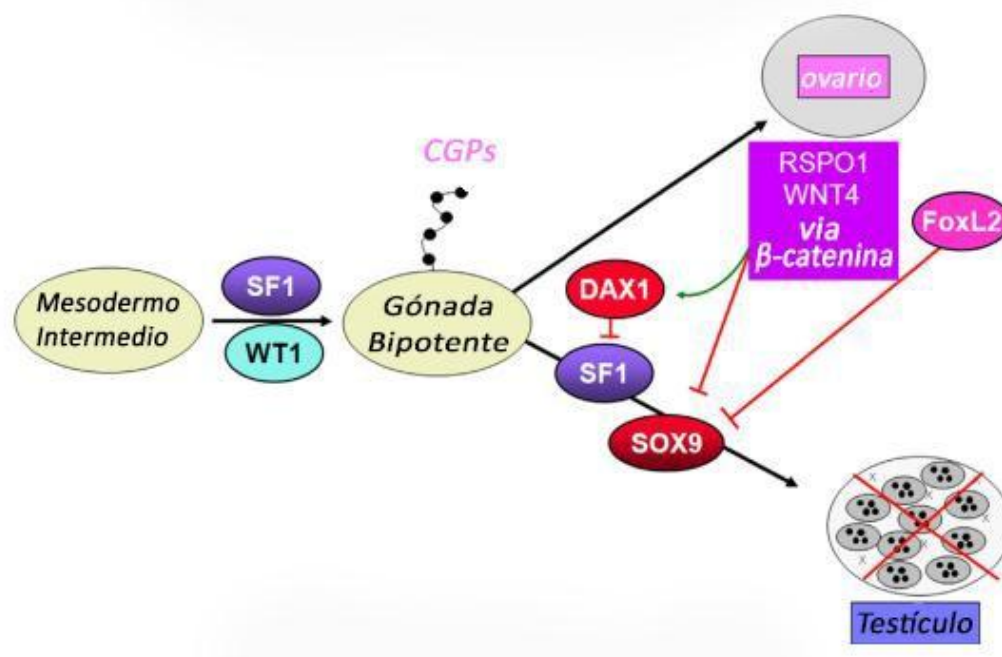 ovario
CGPs
RSPO1
WNT4
via
β-catenina
FoxL2
SF1
Mesodermo
Intermedio
WT1
Gónada
Bipotente
DAX1
SF1
SOX9
x
x
x
x
x
Testículo